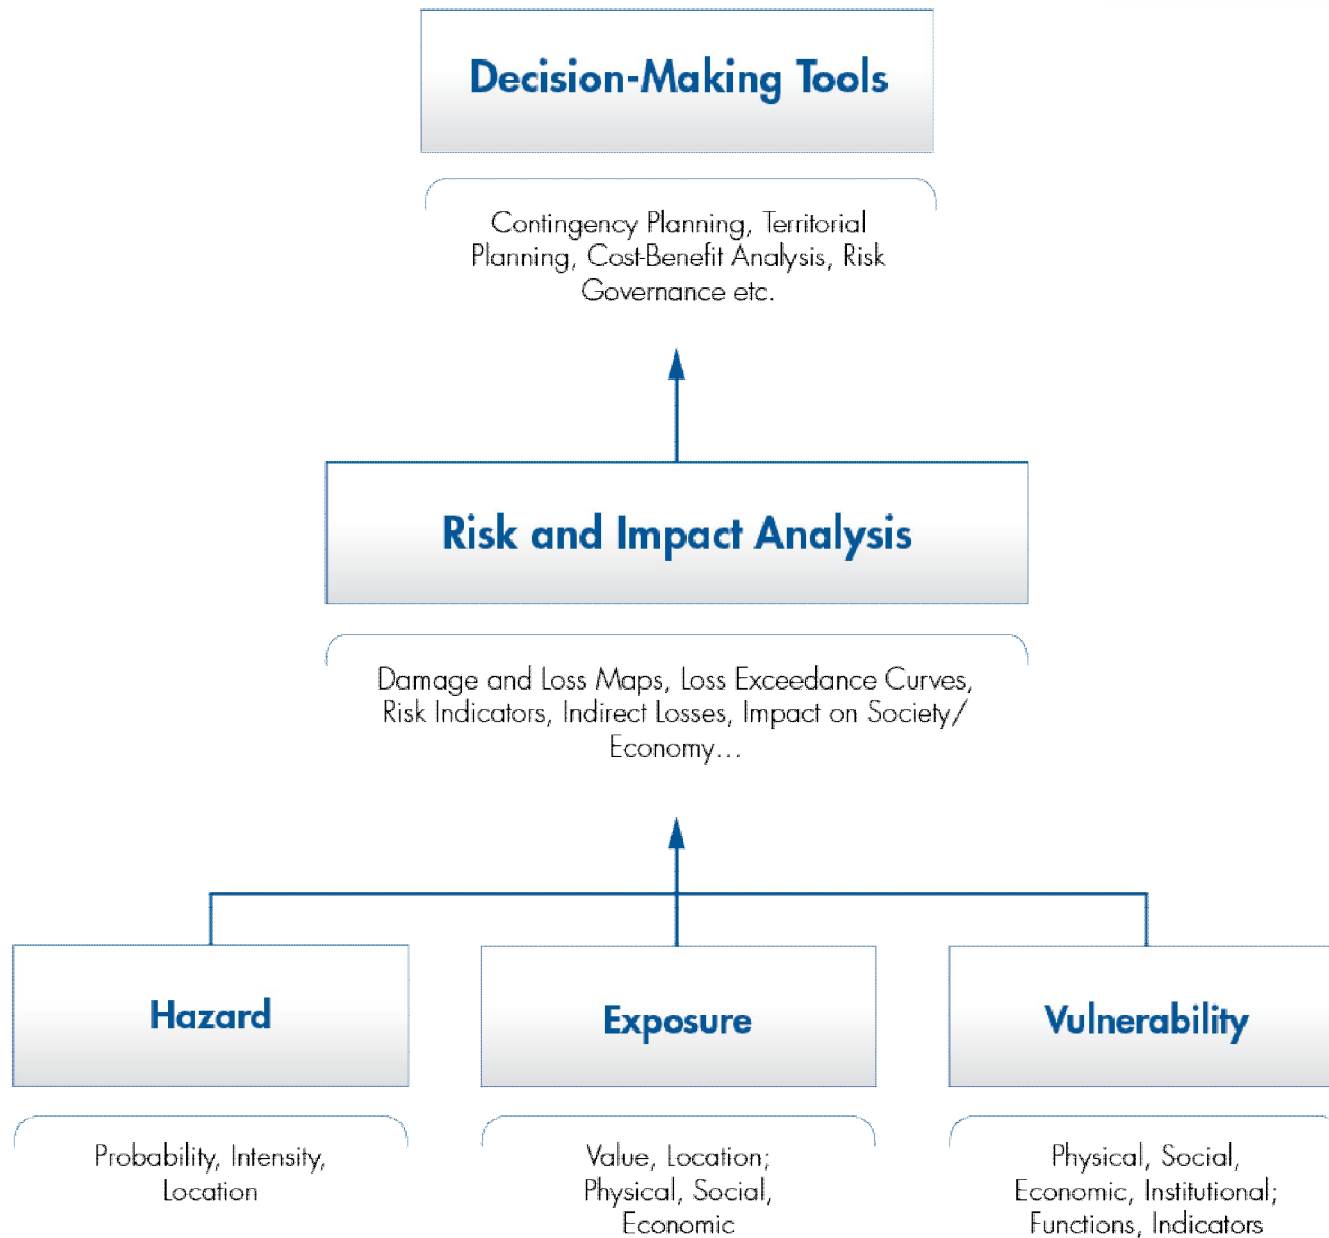 Decision-Making Tools
Contingency Planning, Territorial
Planning, Cost-Benefit Analysis, Risk
Governance etc.
Risk and Impact Analysis
Damage and Loss Maps, Loss Exceedance Curves,
Risk Indicators, Indirect Losses, Impact on Society/
Economy...
Hazard
Exposure
Vulnerability
Probability, Intensity,
Location
Value, Location;
Physical, Social,
Economic
Physical, Social,
Economic, Institutional;
Functions, Indicators